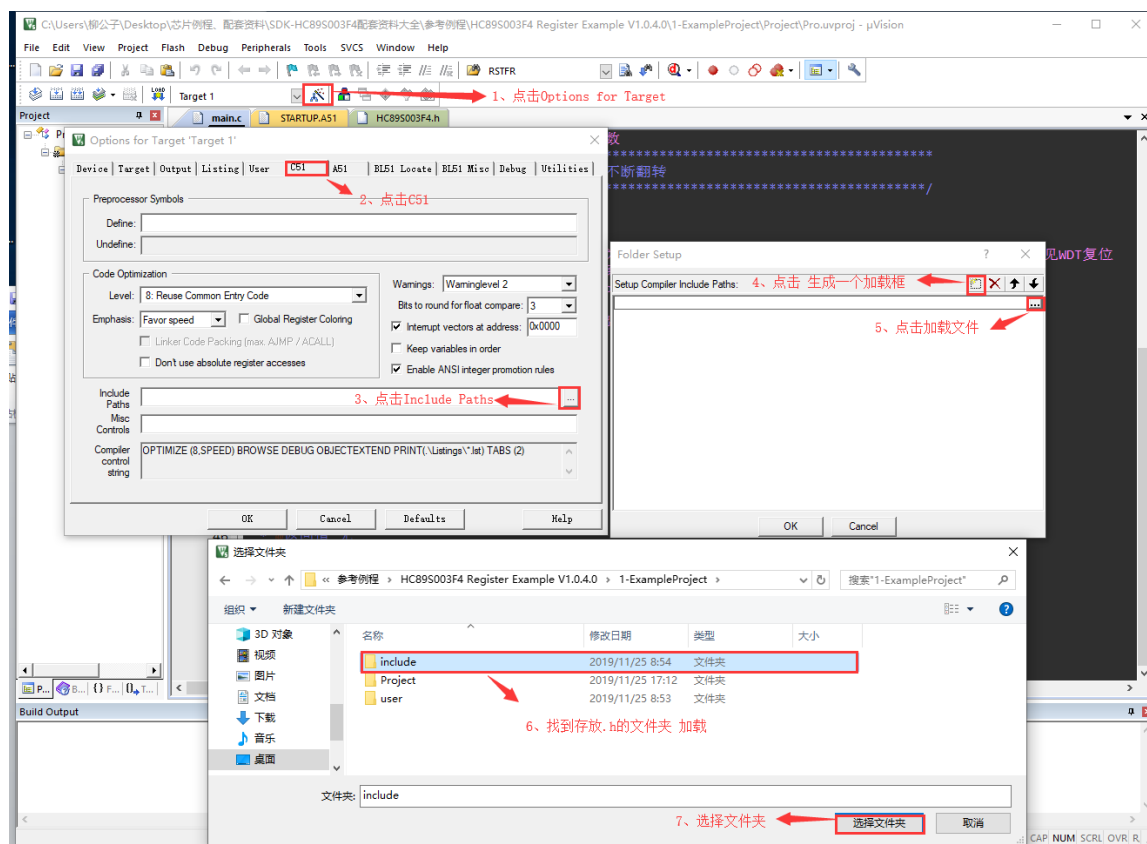 C:\Users\柳公子\Desktop\芯片例程、配套资料\SDK-HC89S003F4配套资料大全\参考例程\HC89S003F4 Register Example V1.0.4.0\1-ExampleProject\Project\Pro.uvproj - µVision
File Edit View Project Flash Debug Peripherals Tools SVCS Window Help
RSTFR
LOAD Target 1
1、点击Options for Target
Project
main.c STARTUP.A51 HC89S003F4.h
数
不断翻转
见WDT复位
Options for Target 'Target 1'
Device Target Output Listing User C51 A51 BL51 Locate BL51 Misc Debug Utilities
2、点击C51
Preprocessor Symbols
Define:
Undefine:
Code Optimization
Level: 8: Reuse Common Entry Code
Emphasis: Favor speed Global Register Coloring
Linker Code Packing (max. AJMP / ACALL)
Don't use absolute register accesses
Warnings: Warninglevel 2
Bits to round for float compare: 3
Interrupt vectors at address: 0x0000
Keep variables in order
Enable ANSI integer promotion rules
Include Paths
3、点击Include Paths
...
Misc Controls
Compiler control string
OPTIMIZE (8,SPEED) BROWSE DEBUG OBJECTEXTEND PRINT(.\Listings\*.lst) TABS (2)
OK Cancel Defaults Help
Folder Setup ? ×
Setup Compiler Include Paths:
4、点击 生成一个加载框
...
5、点击加载文件
OK Cancel
选择文件夹
« 参考例程 › HC89S003F4 Register Example V1.0.4.0 › 1-ExampleProject ›
搜索"1-ExampleProject"
组织 新建文件夹
3D 对象
视频
图片
文档
下载
音乐
桌面
名称 修改日期 类型 大小
include 2019/11/25 8:54 文件夹
Project 2019/11/25 17:12 文件夹
user 2019/11/25 8:53 文件夹
6、找到存放.h的文件夹 加载
文件夹: include
7、选择文件夹
选择文件夹 取消
P... B... {} F... T...
Build Output
CAP NUM SCRL OVR R